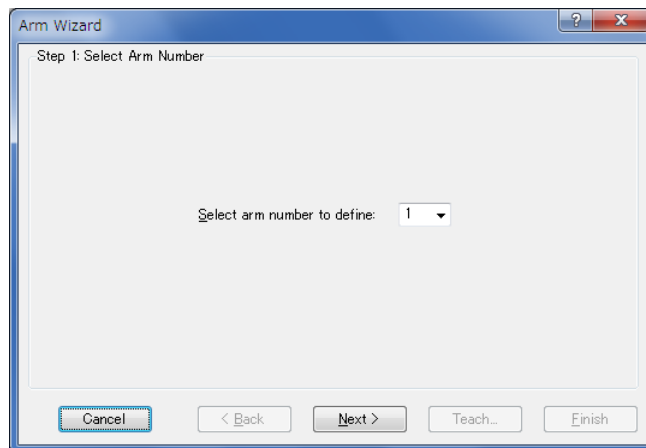 Arm Wizard
Step 1: Select Arm Number
Select arm number to define: 1
Cancel < Back Next > Teach... Finish